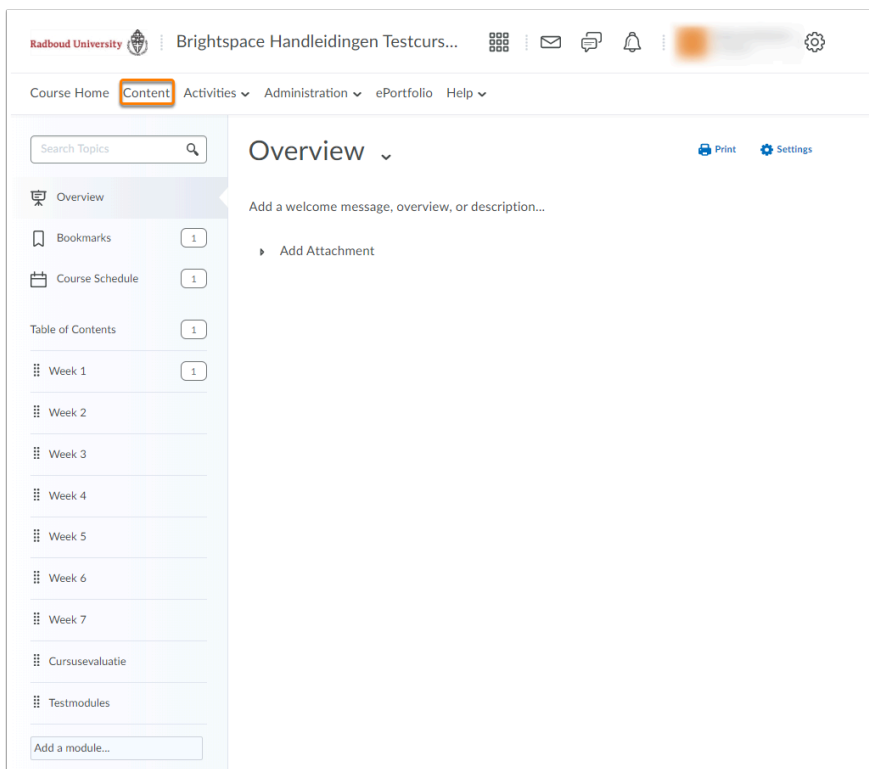 Radboud University
Brightspace Handleidingen Testcurs...
Course Home Content Activities Administration ePortfolio Help
Search Topics
Overview
Bookmarks 1
Course Schedule 1
Table of Contents 1
Week 1 1
Week 2
Week 3
Week 4
Week 5
Week 6
Week 7
Cursusevaluatie
Testmodules
Add a module...
Overview
Print Settings
Add a welcome message, overview, or description...
Add Attachment